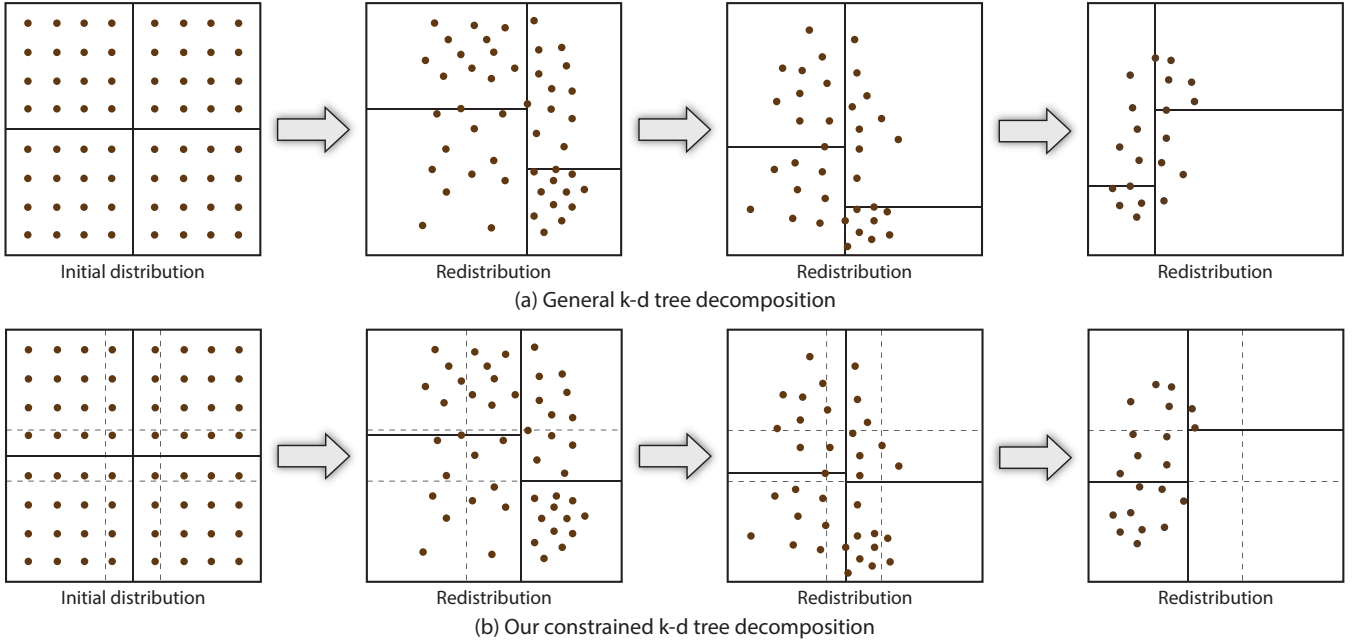 Initial distribution
Redistribution
Redistribution
Redistribution
(a) General k-d tree decomposition
Initial distribution
Redistribution
Redistribution
Redistribution
(b) Our constrained k-d tree decomposition